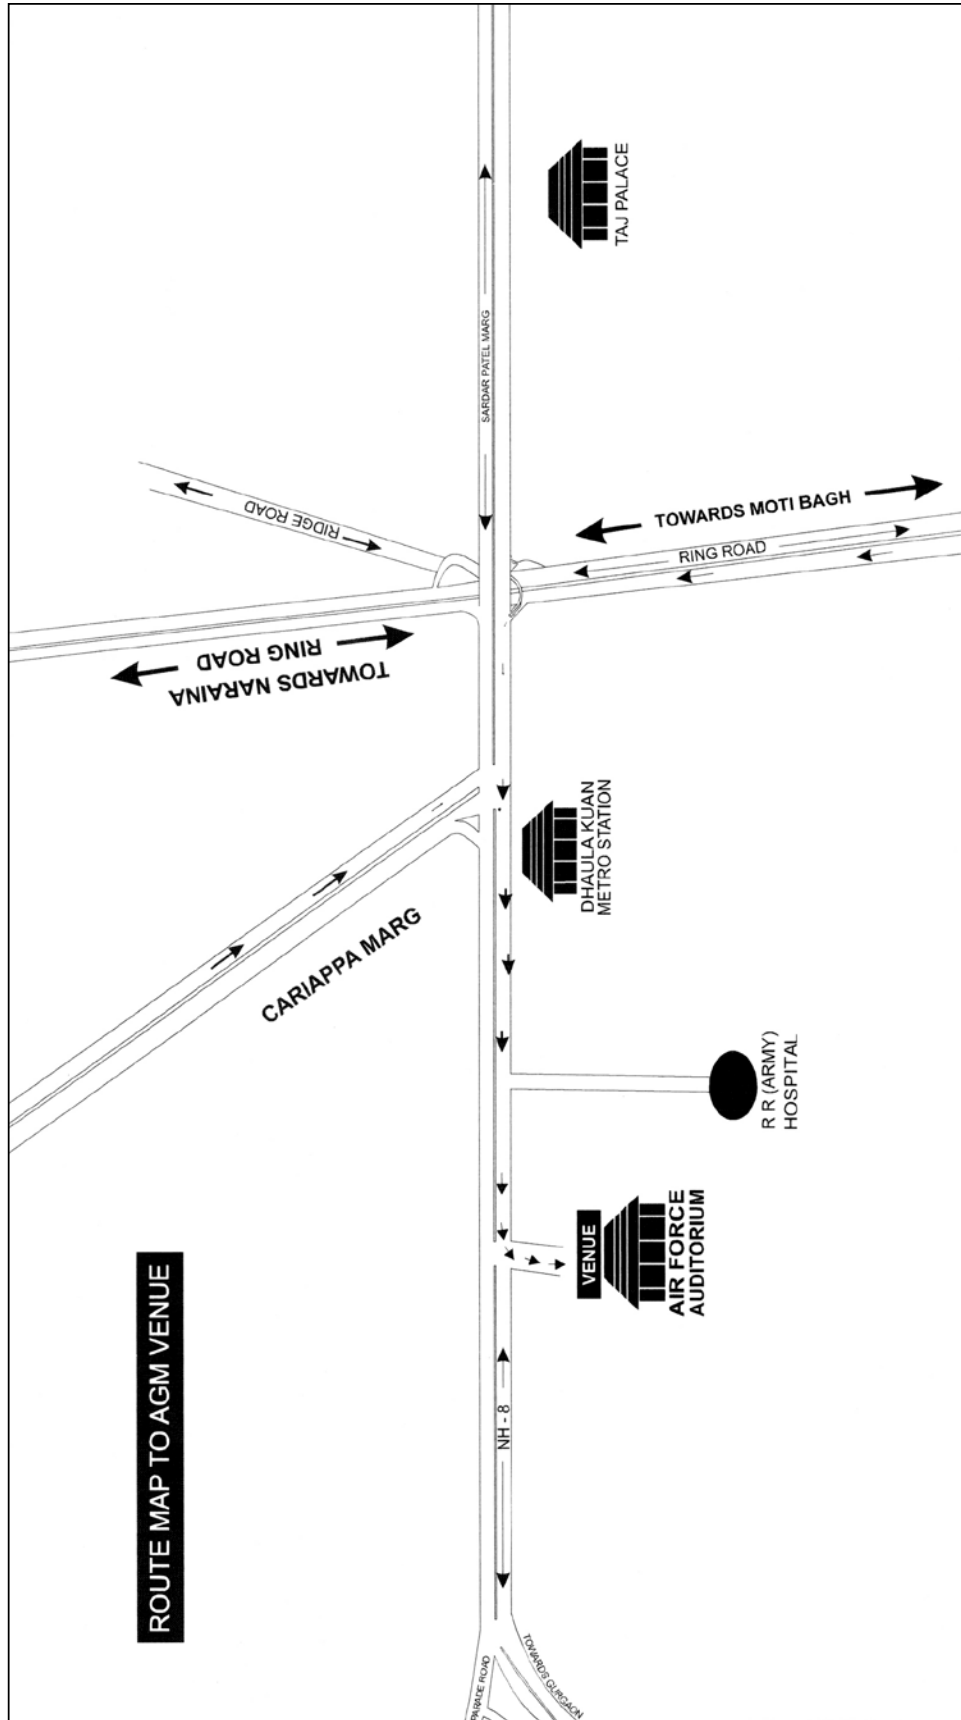 ROUTE MAP TO AGM VENUE
TAJ PALACE
SARDAR PATEL MARG
RIDGE ROAD
TOWARDS MOTI BAGH
RING ROAD
TOWARDS NARAINA
RING ROAD
DHAULA KUAN
METRO STATION
CARIAPPA MARG
R R (ARMY)
HOSPITAL
VENUE
AIR FORCE
AUDITORIUM
NH - 8
PARADE ROAD
TOWARDS GURGAON